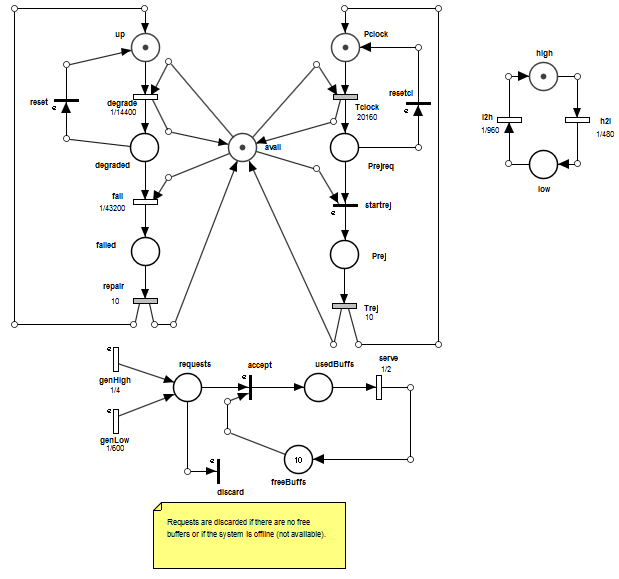 up
Pclock
high
reset
e
degrade
1/14400
Tclock
20160
resetcl
e
l2h
1/960
h2l
1/480
avail
degraded
Prejreq
low
fail
1/43200
startrej
e
failed
Prej
repair
10
Trej
10
e
genHigh
1/4
requests
e
accept
usedBuffs
serve
1/2
e
genLow
1/600
e
discard
10
freeBuffs
Requests are discarded if there are no free
buffers or if the system is offline (not available).